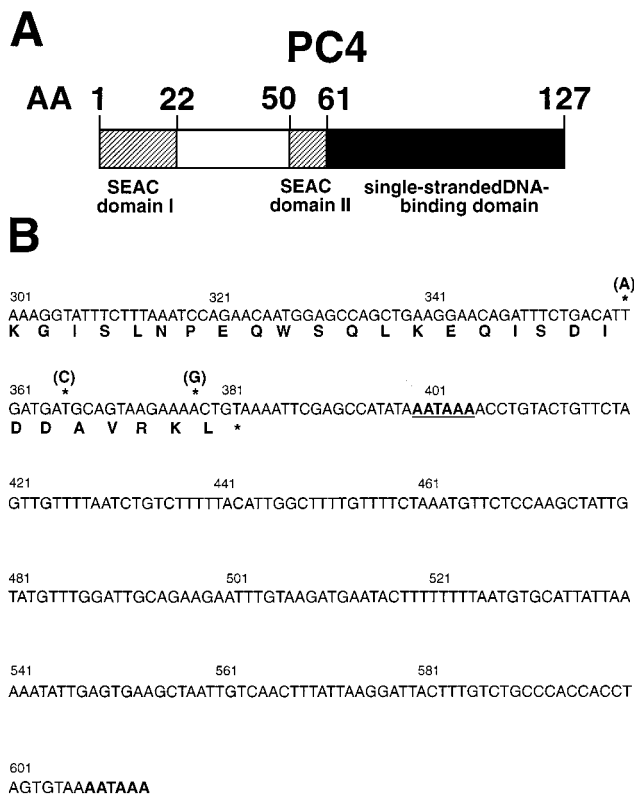 A
PC4
AA 1 22 50 61 127
SEAC domain I
SEAC domain II
single-strandedDNA-binding domain
B
(A)
301 321 341 *
AAAGGTATTTCTTTAAATCCAGAACAATGGAGCCAGCTGAAGGAACAGATTTCTGACATT
K G I S L N P E Q W S Q L K E Q I S D I
(C) (G)
361 * * 381 401
GATGATGCAGTAAGAAAACTGTAAAATTCGAGCCATATAAATAAAACCTGTACTGTTCTA
D D A V R K L *
421 441 461
GTTGTTTTAATCTGTCTTTTTACATTGGCTTTTGTTTTCTAAATGTTCTCCAAGCTATTG
481 501 521
TATGTTTGGATTGCAGAAGAATTTGTAAGATGAATACTTTTTTTTAATGTGCATTATTAA
541 561 581
AAATATTGAGTGAAGCTAATTGTCAACTTTATTAAGGATTACTTTGTCTGCCCACCACCT
601
AGTGTAAAATAAA